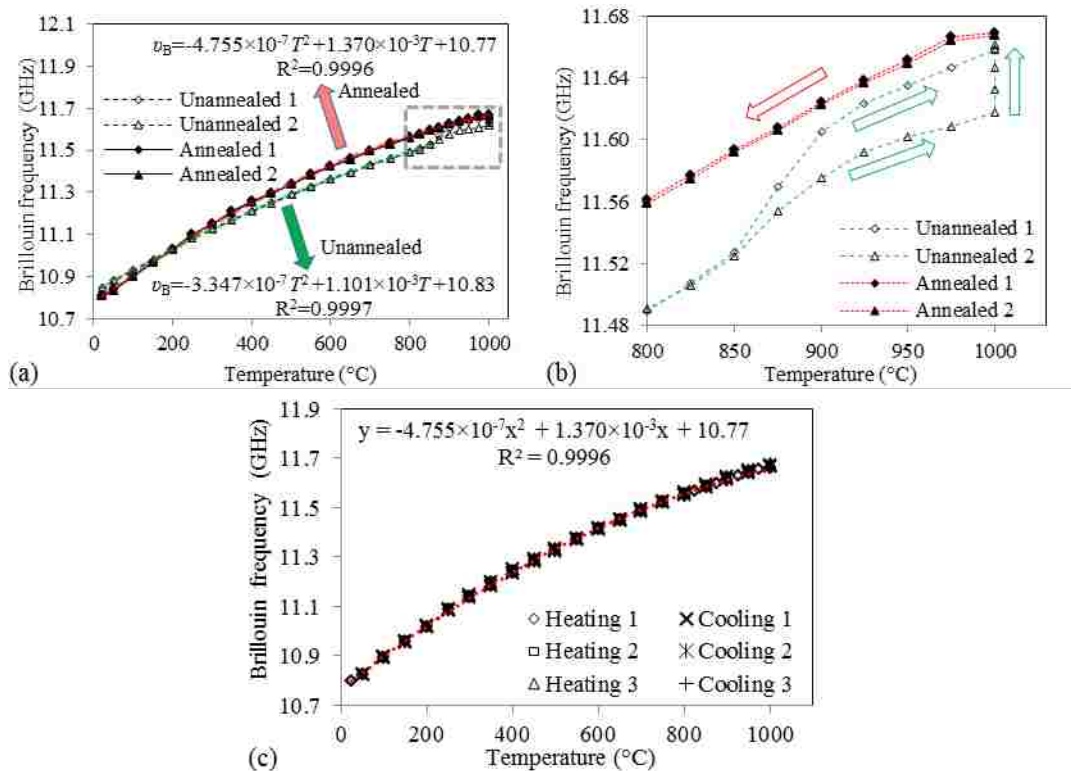 12.1
11.9
11.7
11.5
11.3
11.1
10.9
10.7
Brillouin frequency (GHz)
υB=-4.755×10-7 T2+1.370×10-3T+10.77
R2=0.9996
Annealed
Unannealed 1
Unannealed 2
Annealed 1
Annealed 2
Unannealed
υB=-3.347×10-7 T2+1.101×10-3T+10.83
R2=0.9997
0 200 400 600 800 1000
Temperature (°C)
(a)
11.68
11.64
11.60
11.56
11.52
11.48
Brillouin frequency (GHz)
Unannealed 1
Unannealed 2
Annealed 1
Annealed 2
800 850 900 950 1000
Temperature (°C)
(b)
11.9
11.7
11.5
11.3
11.1
10.9
10.7
Brillouin frequency (GHz)
y = -4.755×10-7x2 + 1.370×10-3x + 10.77
R2 = 0.9996
Heating 1 Cooling 1
Heating 2 Cooling 2
Heating 3 Cooling 3
0 200 400 600 800 1000
Temperature (°C)
(c)